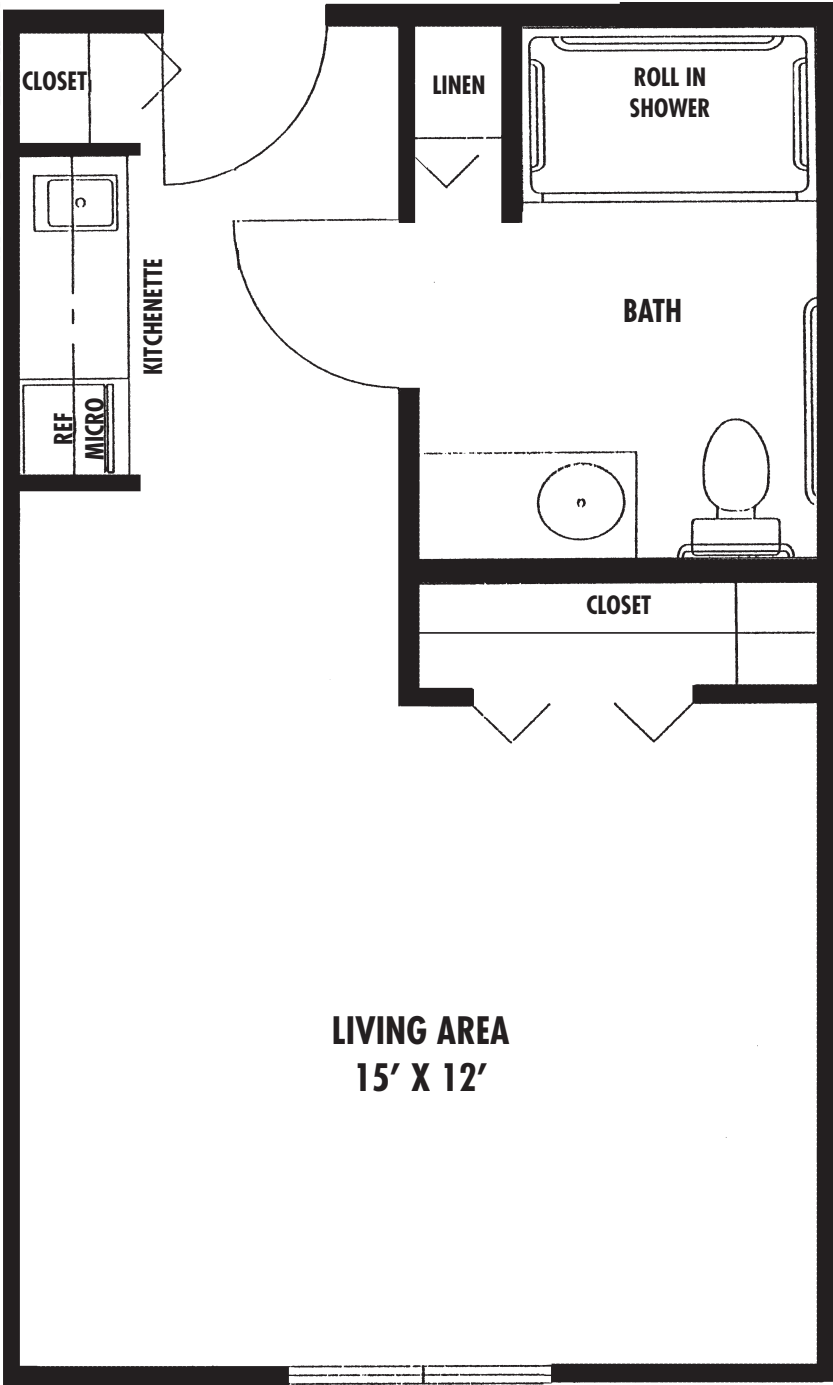 CLOSET
LINEN
ROLL IN
SHOWER
KITCHENETTE
BATH
REF
MICRO
CLOSET
LIVING AREA
15’ X 12’